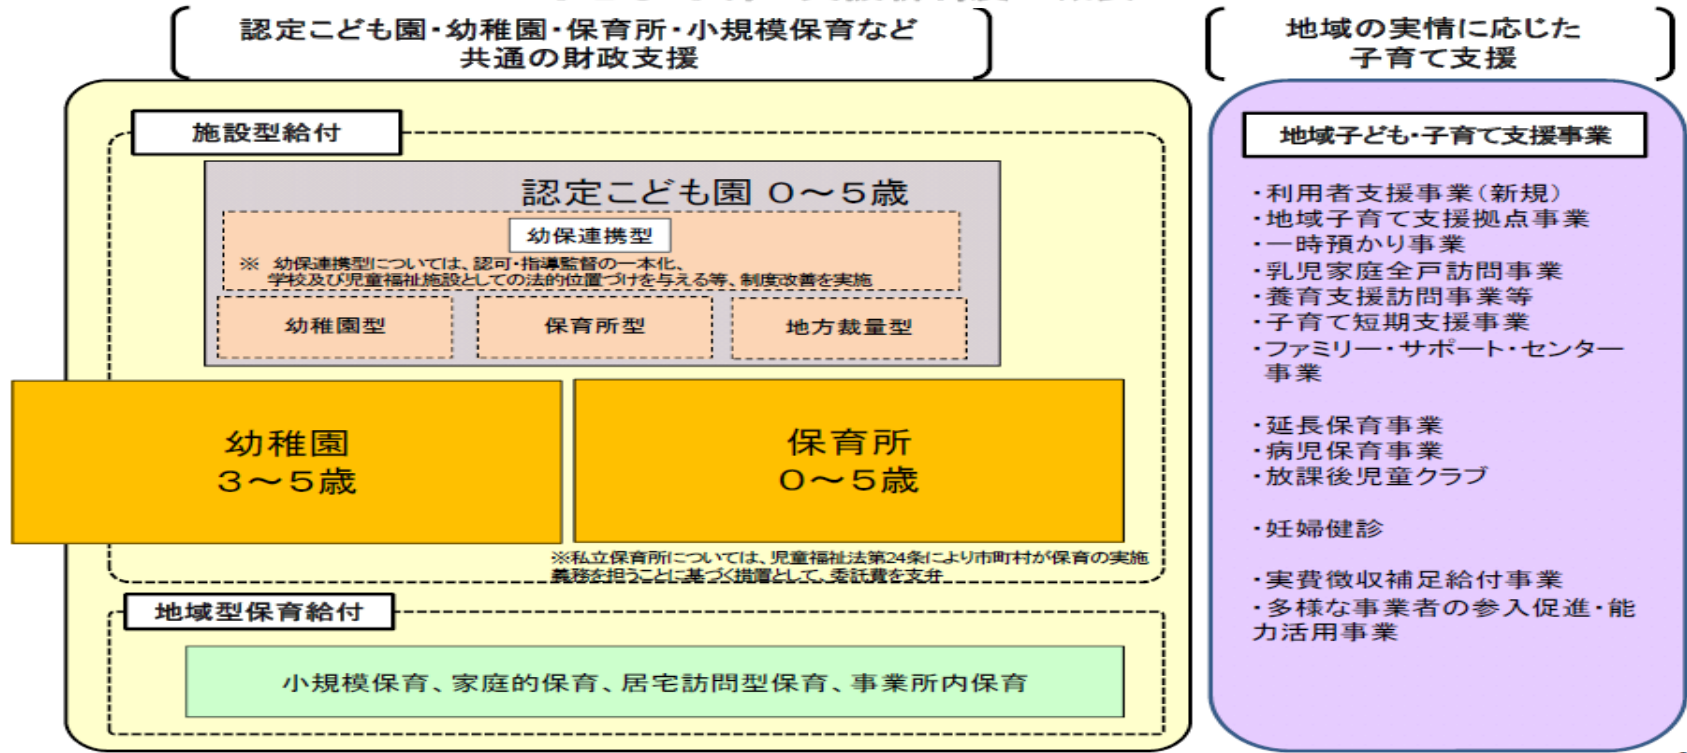 認定こども園・幼稚園・保育所・小規模保育など
共通の財政支援
地域の実情に応じた
子育て支援
施設型給付
認定こども園 0～5歳
幼保連携型
※ 幼保連携型については、認可・指導監督の一本化、
学校及び児童福祉施設としての法的位置づけを与える等、制度改善を実施
幼稚園型
保育所型
地方裁量型
幼稚園
3～5歳
保育所
0～5歳
※私立保育所については、児童福祉法第24条により市町村が保育の実施
義務を担うことに基づく措置として、委託費を支弁
地域型保育給付
小規模保育、家庭的保育、居宅訪問型保育、事業所内保育
地域子ども・子育て支援事業
・利用者支援事業(新規)
・地域子育て支援拠点事業
・一時預かり事業
・乳児家庭全戸訪問事業
・養育支援訪問事業等
・子育て短期支援事業
・ファミリー・サポート・センター
事業
・延長保育事業
・病児保育事業
・放課後児童クラブ
・妊婦健診
・実費徴収補足給付事業
・多様な事業者の参入促進・能
力活用事業